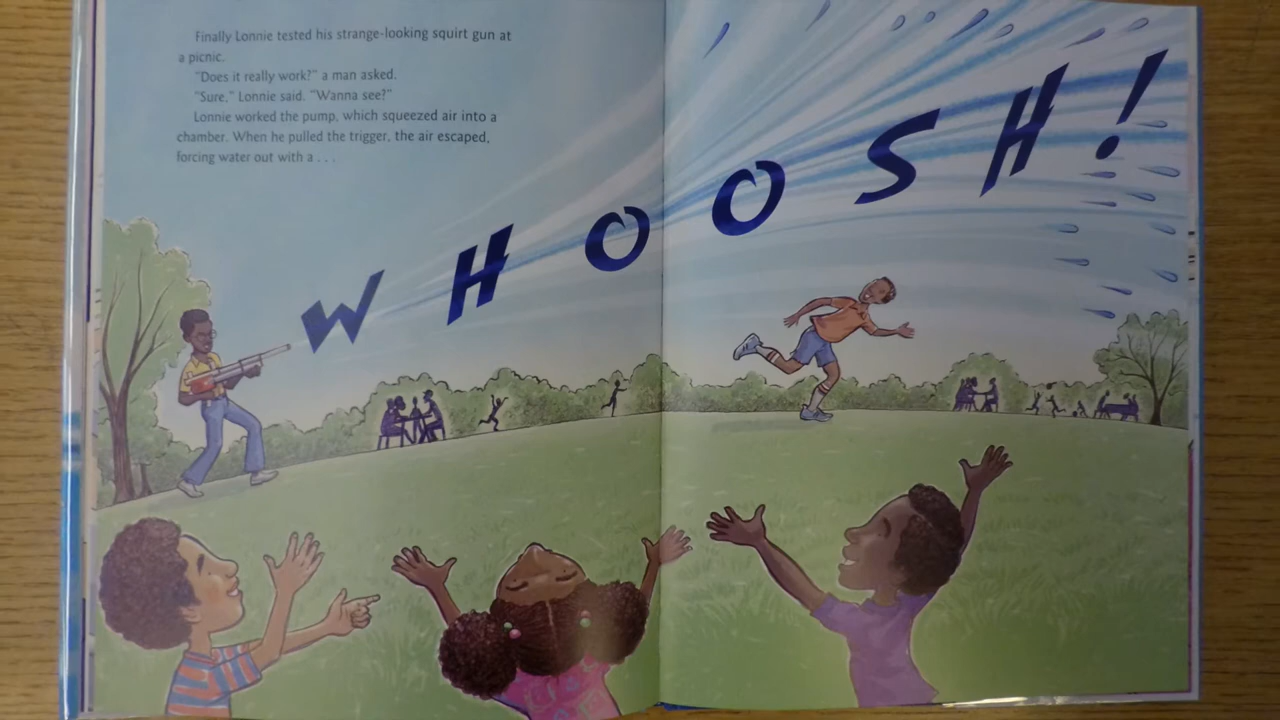 Finally Lonnie tested his strange-looking squirt gun at
a picnic.
"Does it really work?" a man asked.
"Sure," Lonnie said. "Wanna see?"
Lonnie worked the pump, which squeezed air into a
chamber. When he pulled the trigger, the air escaped,
forcing water out with a . . .
WHOOSH!